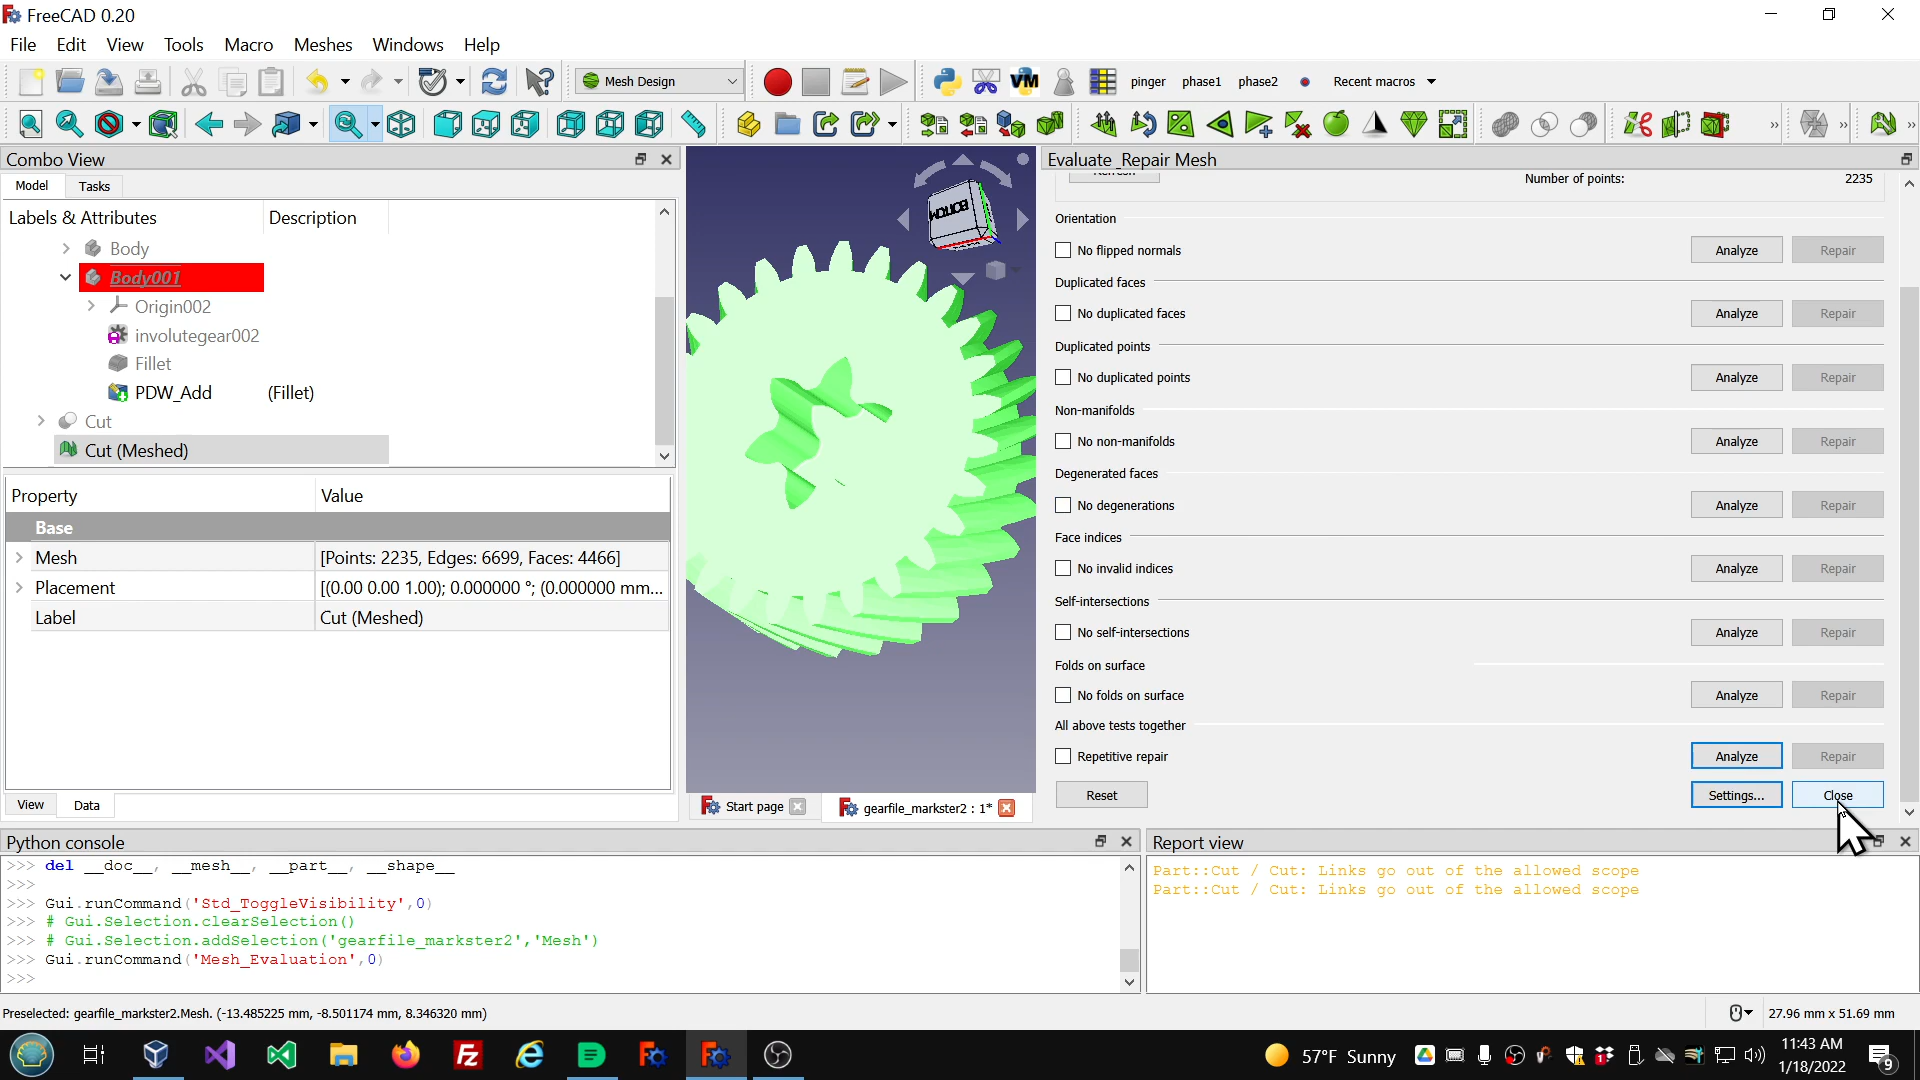 FreeCAD 0.20
File Edit View Tools Macro Meshes Windows Help
Mesh Design
VM
pinger phase1 phase2 Recent macros
Combo View
Model Tasks
Labels & Attributes Description
Body
Body001
Origin002
involutegear002
Fillet
PDW_Add (Fillet)
Cut
Cut (Meshed)
Property Value
Base
Mesh [Points: 2235, Edges: 6699, Faces: 4466]
Placement [(0.00 0.00 1.00); 0.000000 °; (0.000000 mm...
Label Cut (Meshed)
View Data
BOTTOM
Start page
gearfile_markster2 : 1*
Evaluate _Repair Mesh
Number of points: 2235
Orientation
No flipped normals Analyze Repair
Duplicated faces
No duplicated faces Analyze Repair
Duplicated points
No duplicated points Analyze Repair
Non-manifolds
No non-manifolds Analyze Repair
Degenerated faces
No degenerations Analyze Repair
Face indices
No invalid indices Analyze Repair
Self-intersections
No self-intersections Analyze Repair
Folds on surface
No folds on surface Analyze Repair
All above tests together
Repetitive repair Analyze Repair
Reset Settings... Close
Python console
>>> del __doc__, __mesh__, __part__, __shape__
>>>
>>> Gui.runCommand('Std_ToggleVisibility',0)
>>> # Gui.Selection.clearSelection()
>>> # Gui.Selection.addSelection('gearfile_markster2','Mesh')
>>> Gui.runCommand('Mesh_Evaluation',0)
>>>
Report view
Part::Cut / Cut: Links go out of the allowed scope
Part::Cut / Cut: Links go out of the allowed scope
Preselected: gearfile_markster2.Mesh. (-13.485225 mm, -8.501174 mm, 8.346320 mm)
27.96 mm x 51.69 mm
57°F Sunny
11:43 AM
1/18/2022
9